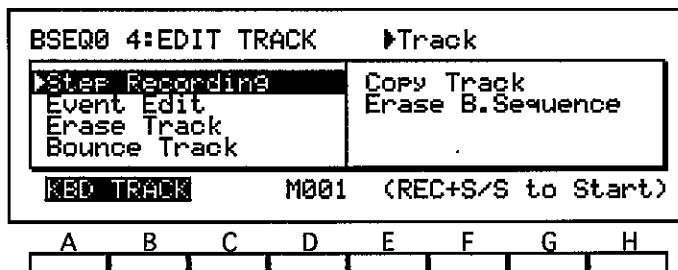 BSEQ0 4:EDIT TRACK ▶Track
▶Step Recording
Event Edit
Erase Track
Bounce Track
Copy Track
Erase B.Sequence
KBD TRACK M001 (REC+S/S to Start)
A B C D E F G H